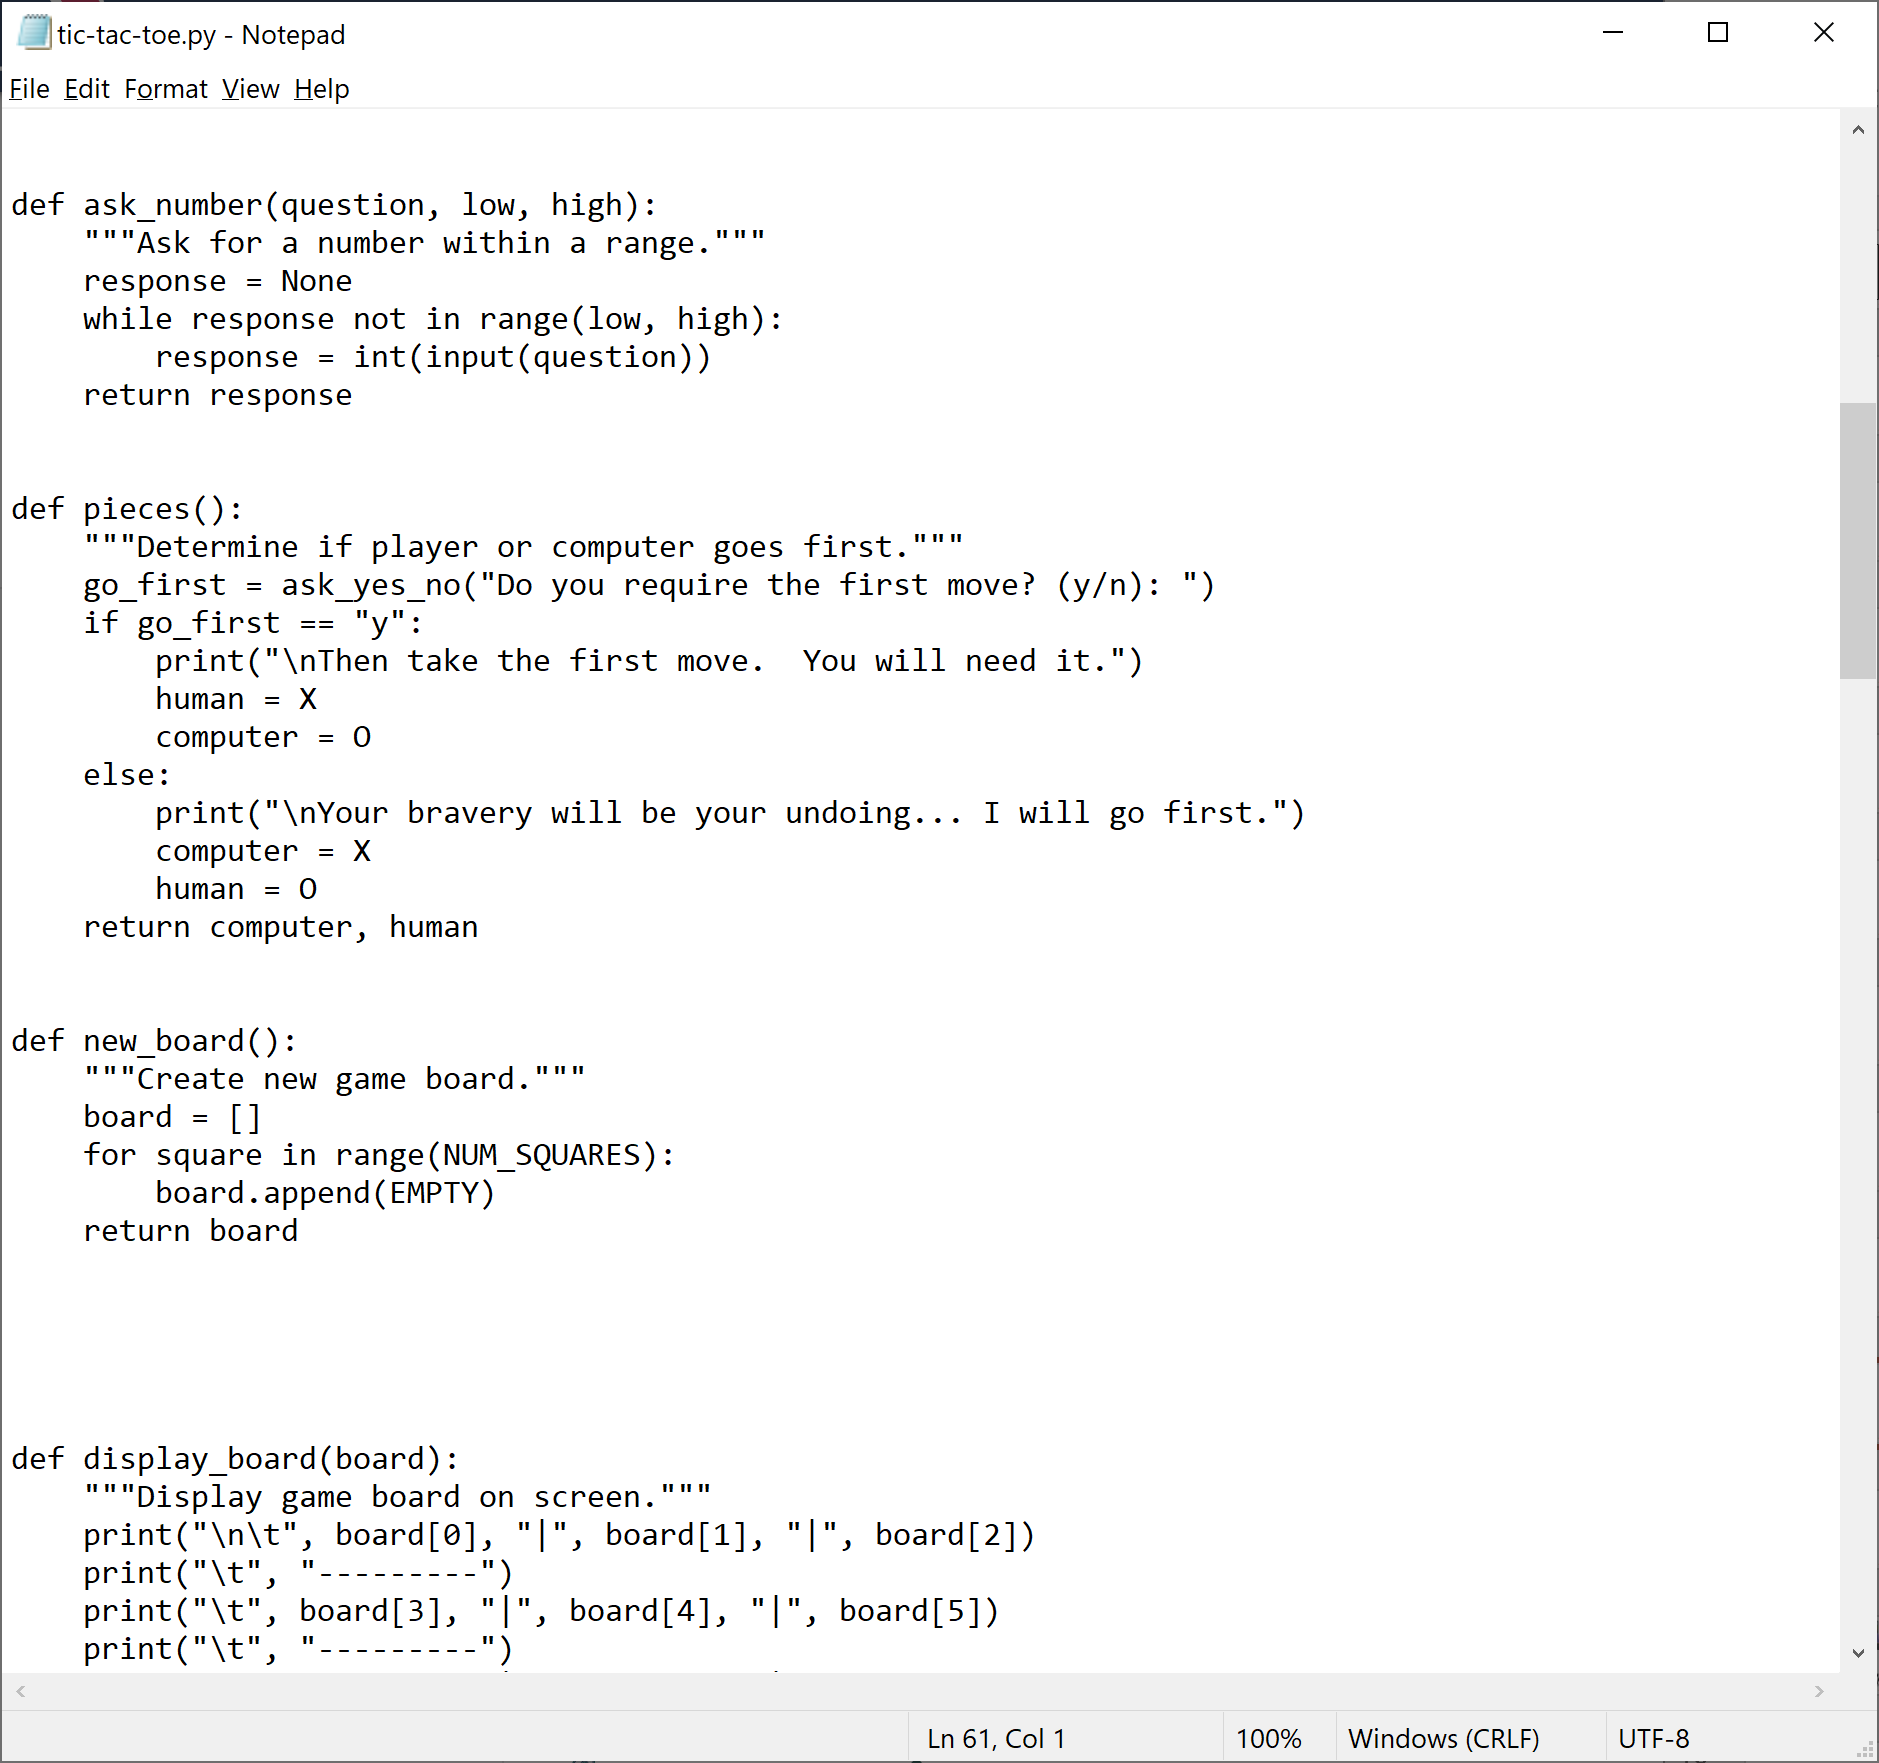 tic-tac-toe.py - Notepad
File Edit Format View Help
def ask_number(question, low, high):
    """Ask for a number within a range."""
    response = None
    while response not in range(low, high):
        response = int(input(question))
    return response
def pieces():
    """Determine if player or computer goes first."""
    go_first = ask_yes_no("Do you require the first move? (y/n): ")
    if go_first == "y":
        print("\nThen take the first move.  You will need it.")
        human = X
        computer = O
    else:
        print("\nYour bravery will be your undoing... I will go first.")
        computer = X
        human = O
    return computer, human
def new_board():
    """Create new game board."""
    board = []
    for square in range(NUM_SQUARES):
        board.append(EMPTY)
    return board
def display_board(board):
    """Display game board on screen."""
    print("\n\t", board[0], "|", board[1], "|", board[2])
    print("\t", "---------")
    print("\t", board[3], "|", board[4], "|", board[5])
    print("\t", "---------")
Ln 61, Col 1 100% Windows (CRLF) UTF-8